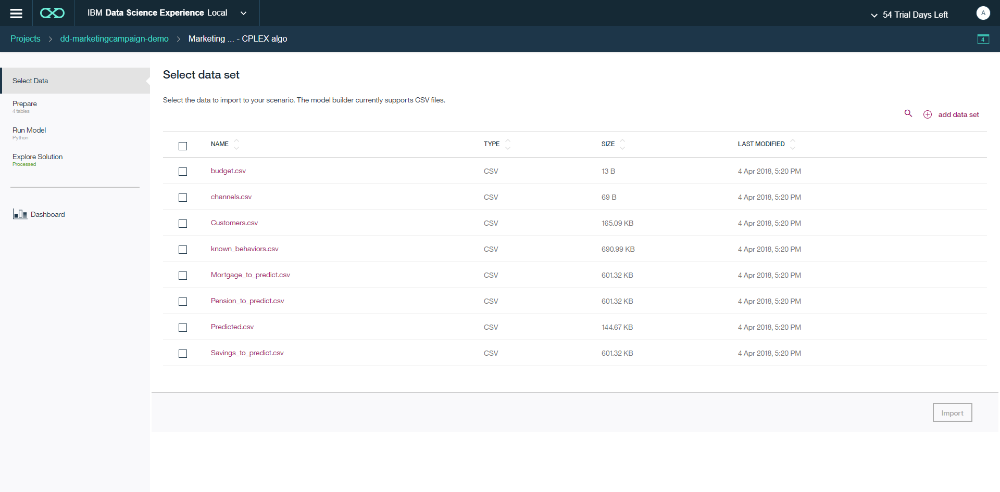 IBM Data Science Experience Local
54 Trial Days Left
A
Projects > dd-marketingcampaign-demo > Marketing ... - CPLEX algo
4
Select Data
Prepare
4 tables
Run Model
Python
Explore Solution
Processed
Dashboard
Select data set
Select the data to import to your scenario. The model builder currently supports CSV files.
add data set
NAME TYPE SIZE LAST MODIFIED
budget.csv CSV 13 B 4 Apr 2018, 5:20 PM
channels.csv CSV 69 B 4 Apr 2018, 5:20 PM
Customers.csv CSV 165.09 KB 4 Apr 2018, 5:20 PM
known_behaviors.csv CSV 690.99 KB 4 Apr 2018, 5:20 PM
Mortgage_to_predict.csv CSV 601.32 KB 4 Apr 2018, 5:20 PM
Pension_to_predict.csv CSV 601.32 KB 4 Apr 2018, 5:20 PM
Predicted.csv CSV 144.67 KB 4 Apr 2018, 5:20 PM
Savings_to_predict.csv CSV 601.32 KB 4 Apr 2018, 5:20 PM
Import